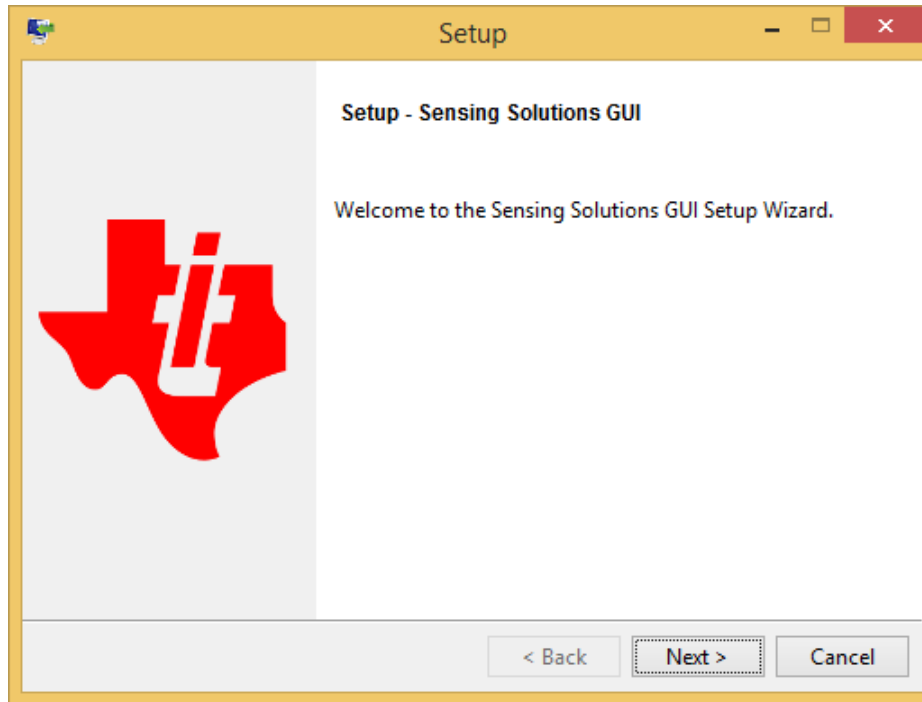 Setup
Setup - Sensing Solutions GUI
Welcome to the Sensing Solutions GUI Setup Wizard.
< Back
Next >
Cancel